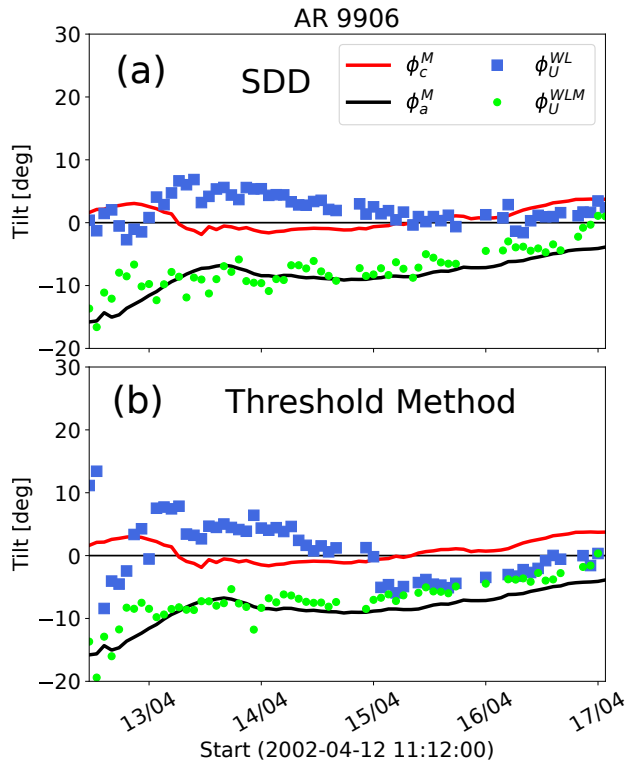 AR 9906
30
20
10
0
−10
−20
Tilt [deg]
(a)
SDD
ϕ_c^M
ϕ_a^M
ϕ_U^{WL}
ϕ_U^{WLM}
30
20
10
0
−10
−20
Tilt [deg]
(b)
Threshold Method
13/04
14/04
15/04
16/04
17/04
Start (2002-04-12 11:12:00)